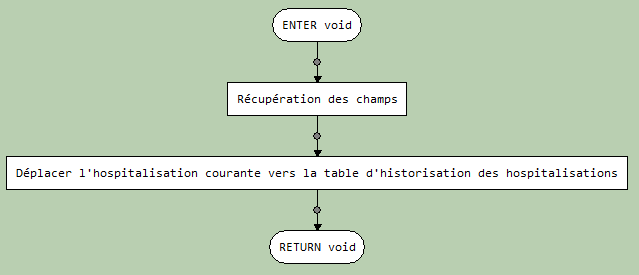 ENTER void
Récupération des champs
Déplacer l'hospitalisation courante vers la table d'historisation des hospitalisations
RETURN void